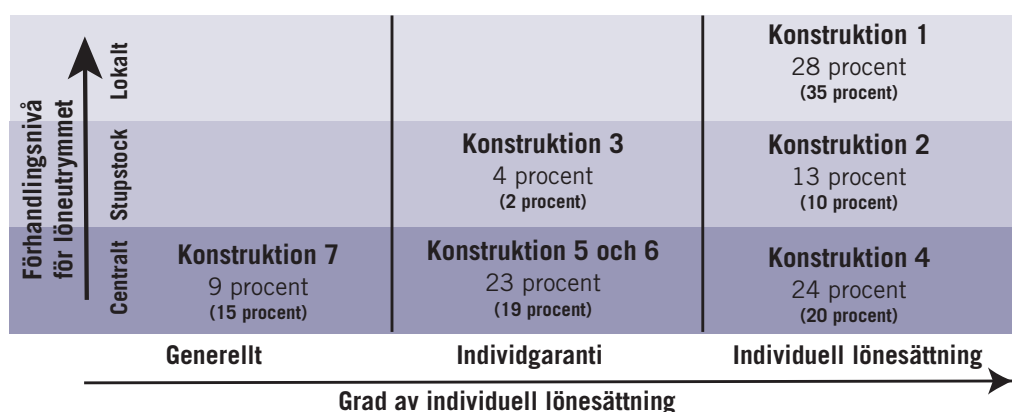 Förhandlingsnivå
för löneutrymmet
Lokalt
Konstruktion 1
28 procent
(35 procent)
Stupstock
Konstruktion 3
4 procent
(2 procent)
Konstruktion 2
13 procent
(10 procent)
Centralt
Konstruktion 7
9 procent
(15 procent)
Konstruktion 5 och 6
23 procent
(19 procent)
Konstruktion 4
24 procent
(20 procent)
Generellt
Individgaranti
Individuell lönesättning
Grad av individuell lönesättning